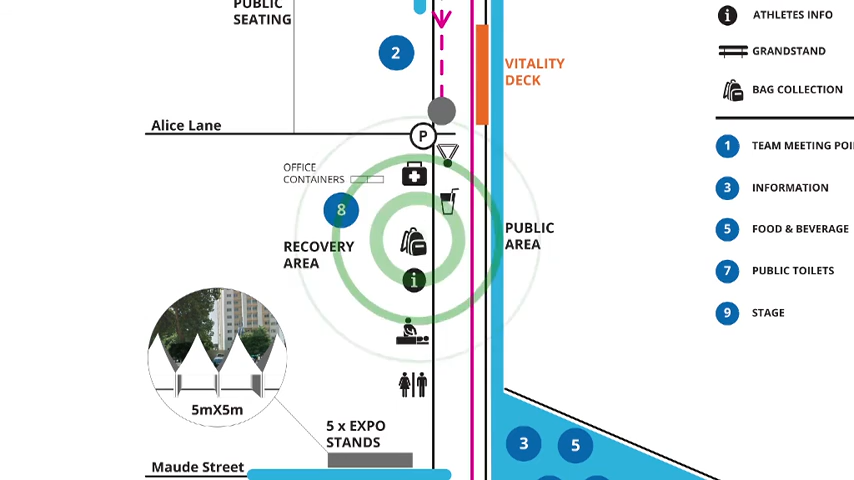 PUBLIC
SEATING
2
VITALITY
DECK
Alice Lane
P
OFFICE
CONTAINERS
8
RECOVERY
AREA
PUBLIC
AREA
i
5mX5m
5 x EXPO
STANDS
3
5
Maude Street
i ATHLETES INFO
GRANDSTAND
BAG COLLECTION
1 TEAM MEETING
3 INFORMATION
5 FOOD & BEVERAGE
7 PUBLIC TOILETS
9 STAGE